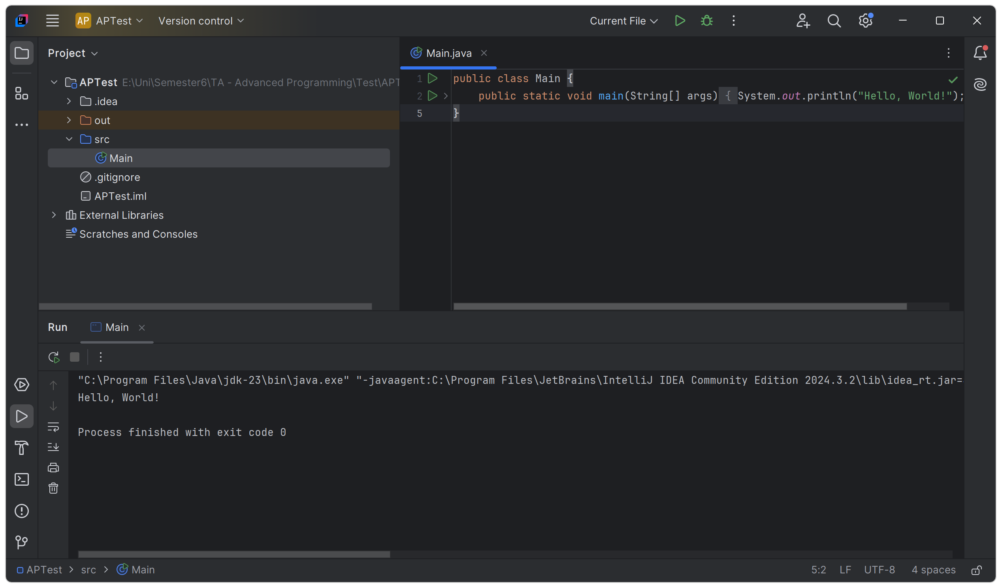 AP APTest Version control Current File
Project
APTest E:\Uni\Semester6\TA - Advanced Programming\Test\APT
.idea
out
src
Main
.gitignore
APTest.iml
External Libraries
Scratches and Consoles
Main.java
1 public class Main {
2 public static void main(String[] args) { System.out.println("Hello, World!");
5 }
Run Main
"C:\Program Files\Java\jdk-23\bin\java.exe" "-javaagent:C:\Program Files\JetBrains\IntelliJ IDEA Community Edition 2024.3.2\lib\idea_rt.jar=
Hello, World!
Process finished with exit code 0
APTest > src > Main 5:2 LF UTF-8 4 spaces